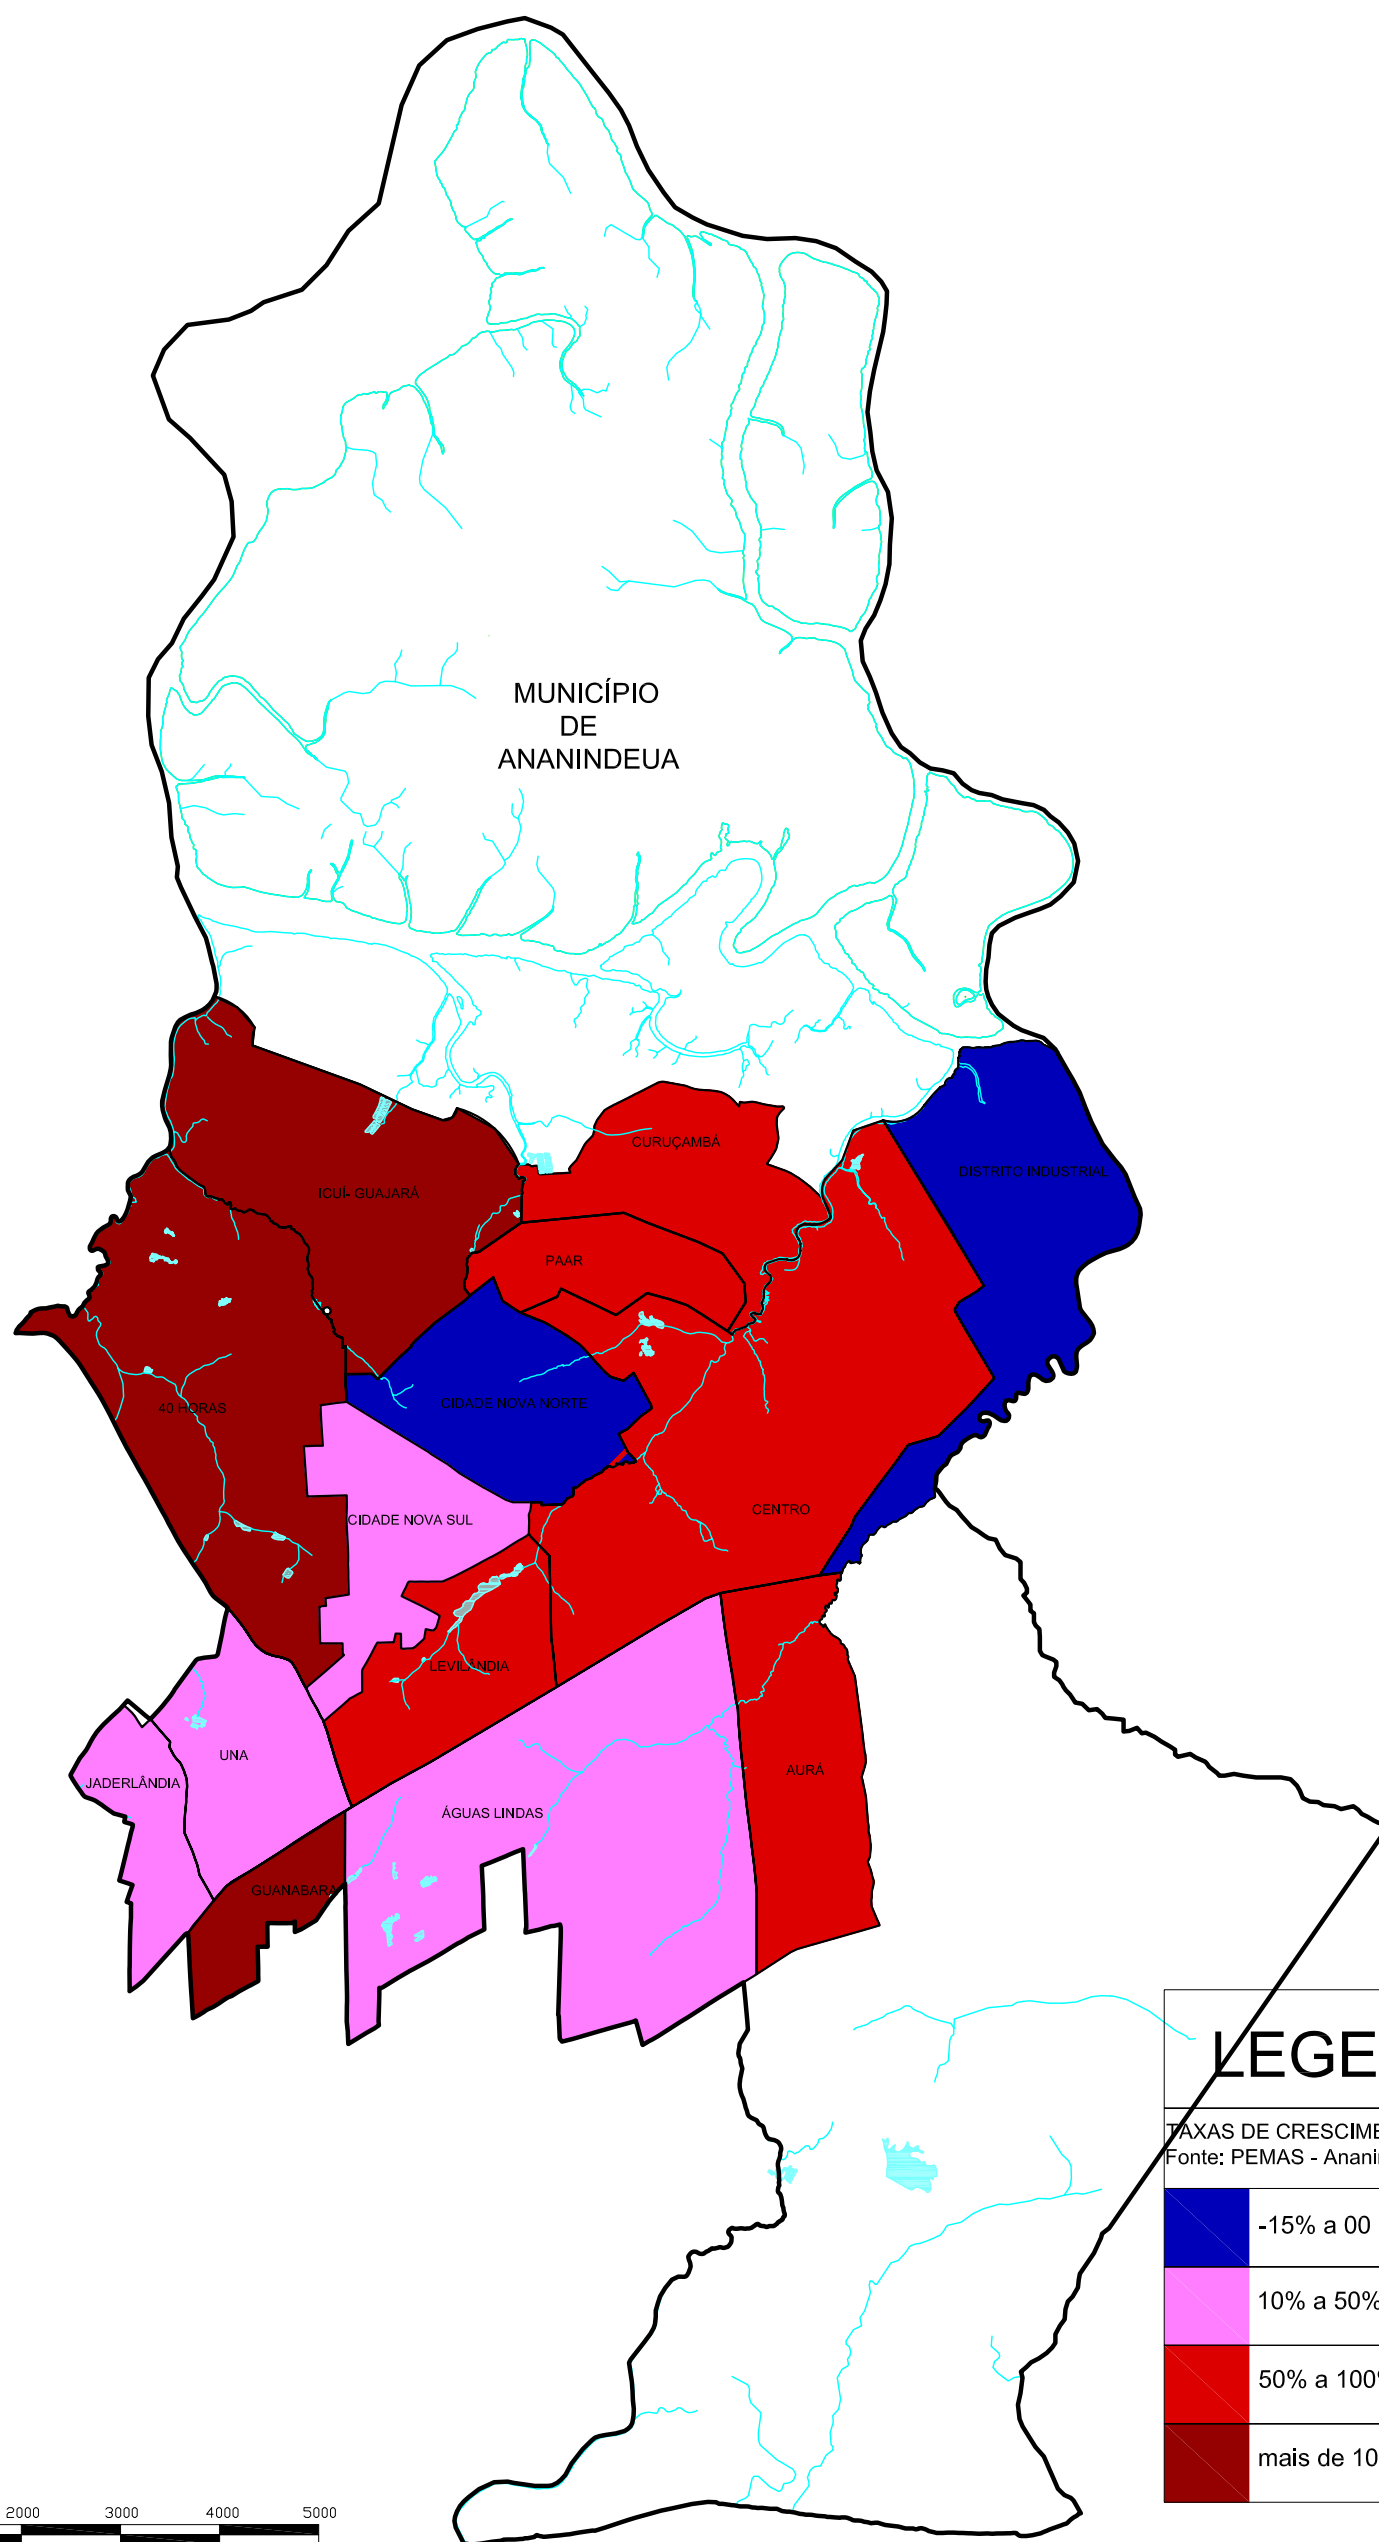 MUNICÍPIO
DE
ANANINDEUA
CURUÇAMBÁ
DISTRITO INDUSTRIAL
ICUÍ- GUAJARÁ
PAAR
CIDADE NOVA NORTE
40 HORAS
CENTRO
CIDADE NOVA SUL
LEVILÂNDIA
UNA
AURÁ
JADERLÂNDIA
ÁGUAS LINDAS
GUANABARA
LEGE
TAXAS DE CRESCIME
Fonte: PEMAS - Anani
-15% a 00
10% a 50%
50% a 100%
mais de 10
2000 3000 4000 5000